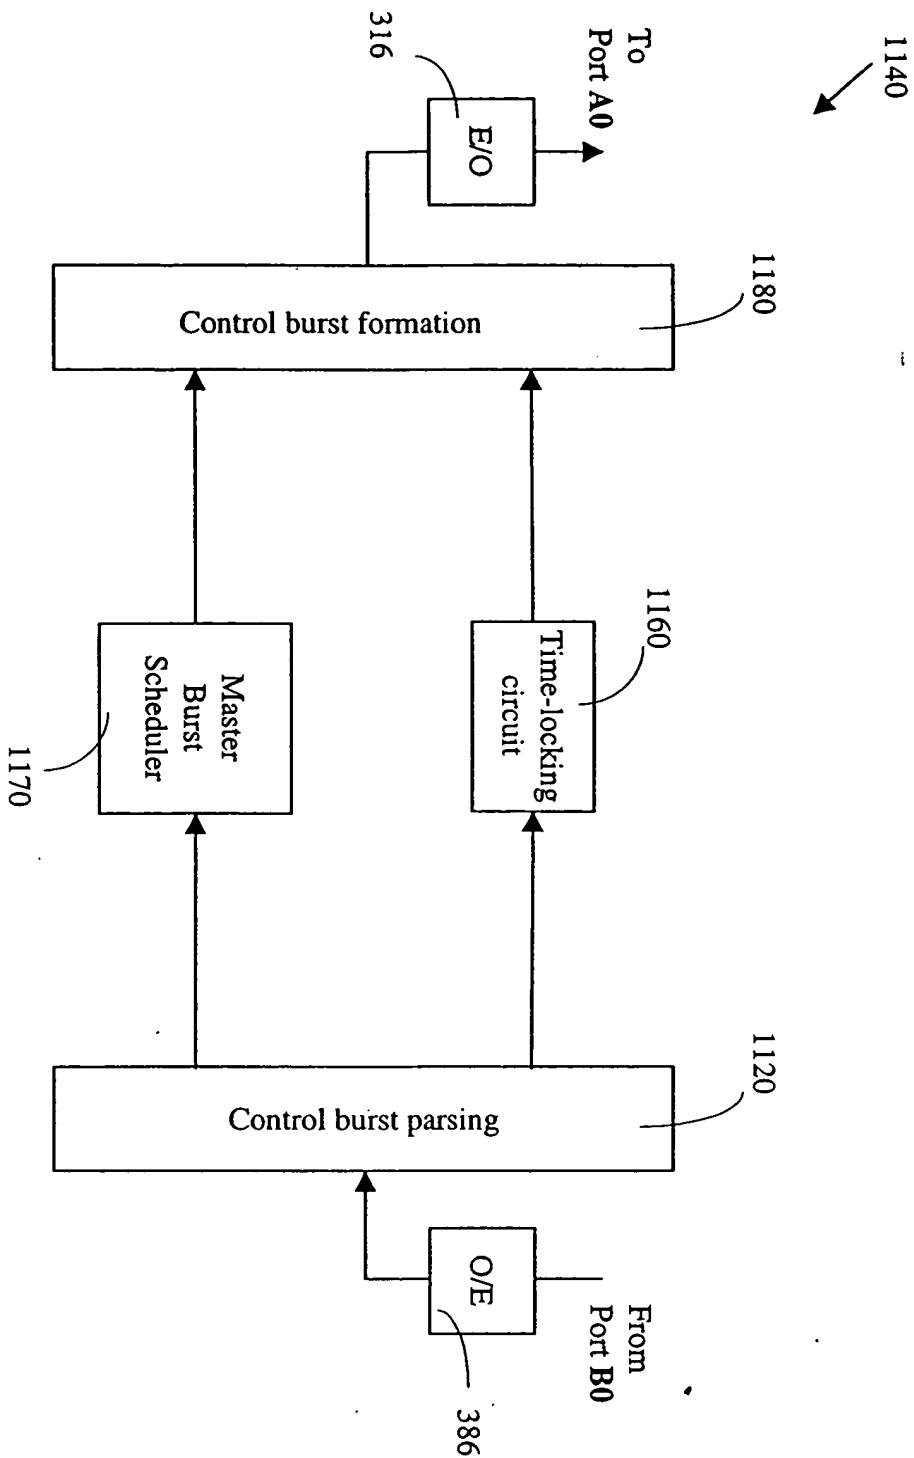 1140
To
Port A0
316
E/O
1180
Control burst formation
1160
Time-locking
circuit
Master
Burst
Scheduler
1170
1120
Control burst parsing
O/E
From
Port B0
386